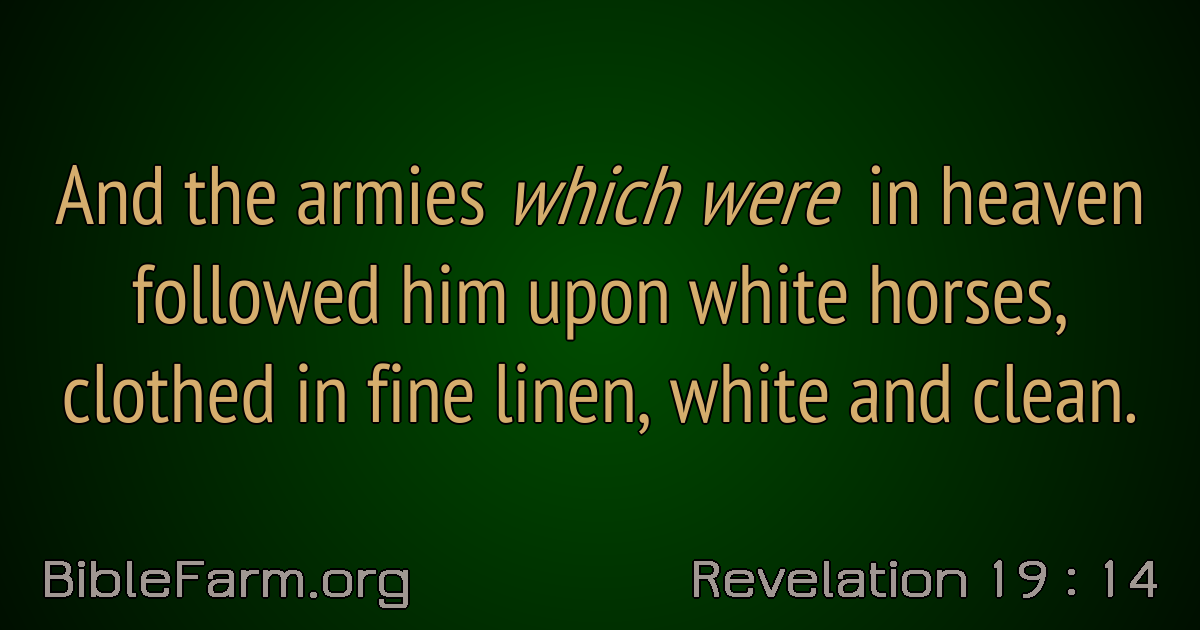 And the armies which were in heaven
followed him upon white horses,
clothed in fine linen, white and clean.
BibleFarm.org
Revelation 19 : 14